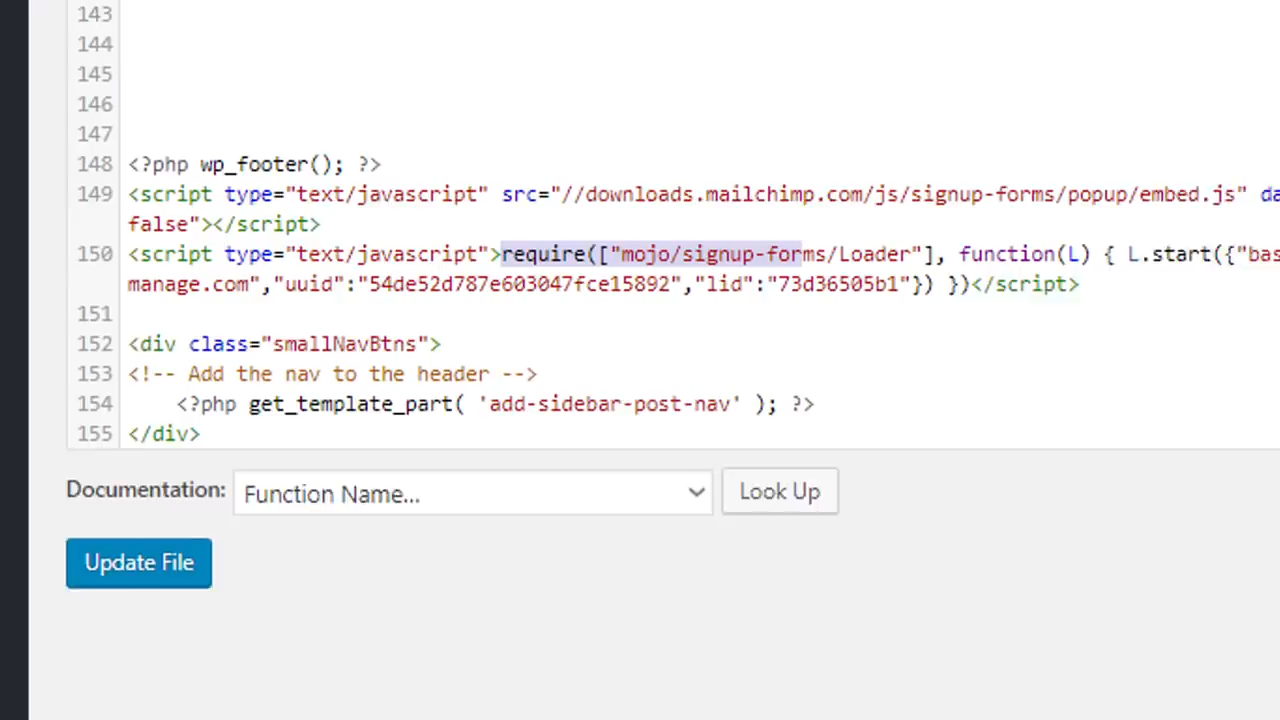 143
144
145
146
147
148 <?php wp_footer(); ?>
149 <script type="text/javascript" src="//downloads.mailchimp.com/js/signup-forms/popup/embed.js" da
false"></script>
150 <script type="text/javascript">require(["mojo/signup-forms/Loader"], function(L) { L.start({"bas
manage.com","uuid":"54de52d787e603047fce15892","lid":"73d36505b1"}) })</script>
151
152 <div class="smallNavBtns">
153 <!-- Add the nav to the header -->
154 <?php get_template_part( 'add-sidebar-post-nav' ); ?>
155 </div>
Documentation: Function Name... Look Up
Update File